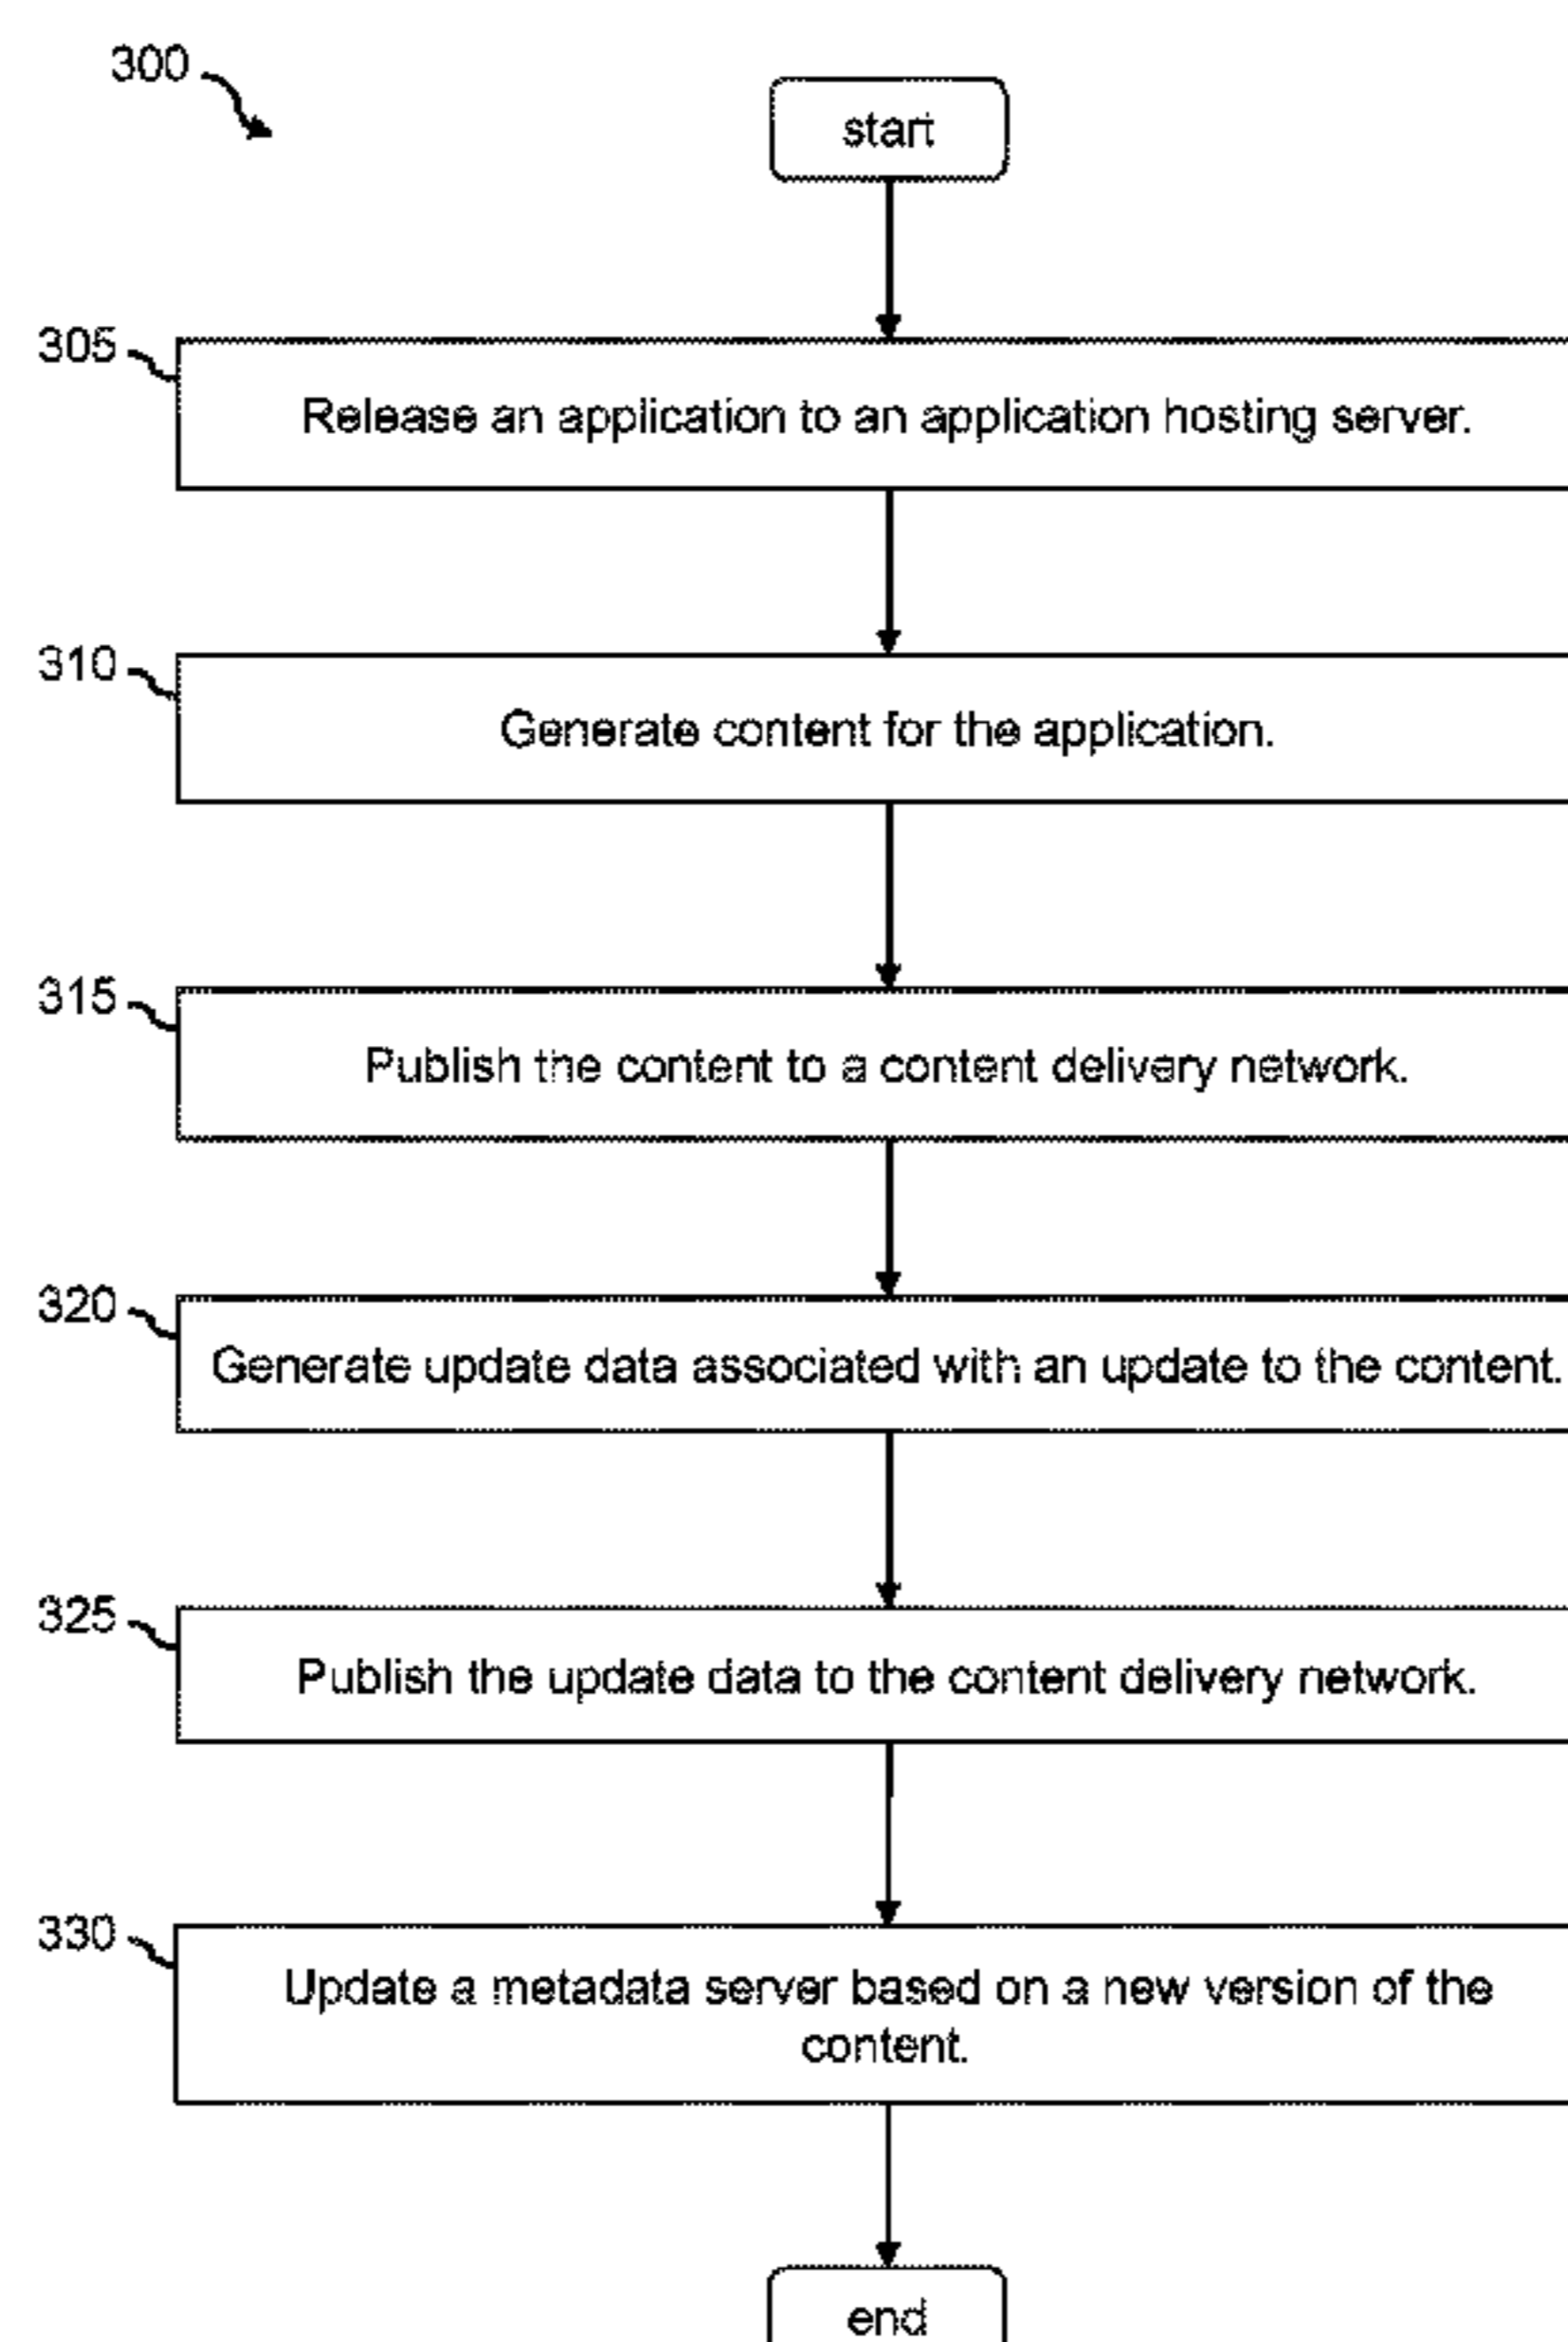 300
start
305
Release an application to an application hosting server.
310
Generate content for the application.
315
Publish the content to a content delivery network.
320
Generate update data associated with an update to the content.
325
Publish the update data to the content delivery network.
330
Update a metadata server based on a new version of the
content.
end